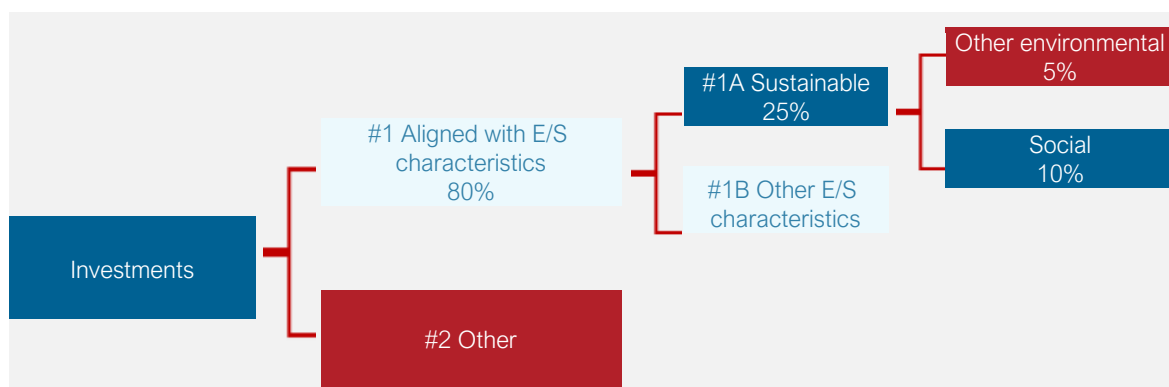 Investments
#1 Aligned with E/S
characteristics
80%
#2 Other
#1A Sustainable
25%
#1B Other E/S
characteristics
Other environmental
5%
Social
10%